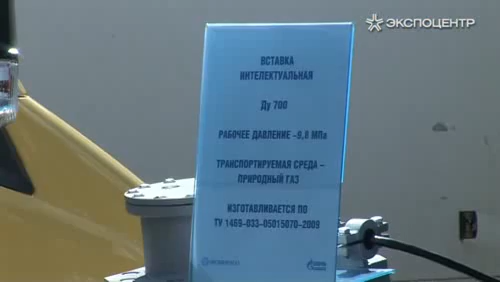 ЭКСПОЦЕНТР
ВСТАВКА
ИНТЕЛЕКТУАЛЬНАЯ
Ду 700
РАБОЧЕЕ ДАВЛЕНИЕ –9,8 МПа
ТРАНСПОРТИРУЕМАЯ СРЕДА –
ПРИРОДНЫЙ ГАЗ
ИЗГОТАВЛИВАЕТСЯ ПО
ТУ 1469-033-05015070-2009